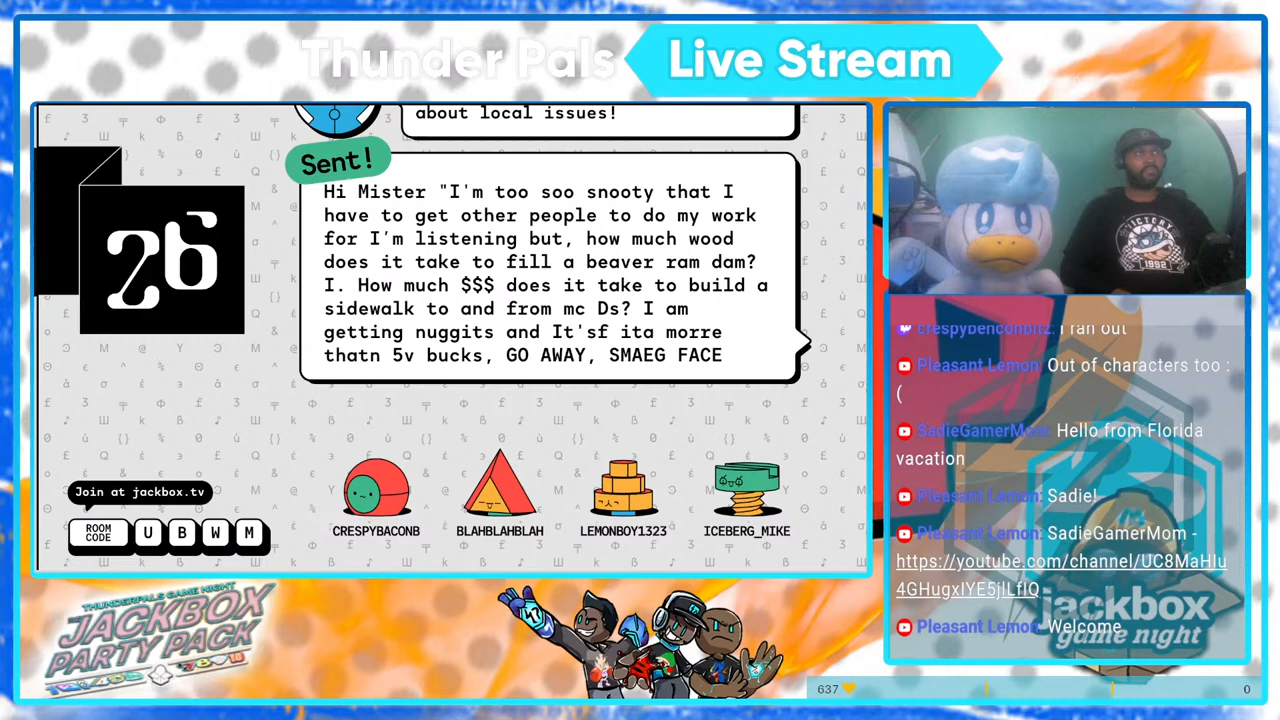 Thunder Pals Live Stream
about local issues!
Sent!
Hi Mister "I'm too soo snooty that I
have to get other people to do my work
for I'm listening but, how much wood
does it take to fill a beaver ram dam?
I. How much $$$ does it take to build a
sidewalk to and from mc Ds? I am
getting nuggits and It'sf ita morre
thatn 5v bucks, GO AWAY, SMAEG FACE
26
Join at jackbox.tv
ROOM
CODE
U B W M
CRESPYBACONB
BLAHBLAHBLAH
LEMONBOY1323
ICEBERG_MIKE
VICTORY
1992
crespybenconbitz: I ran out
Pleasant Lemon: Out of characters too :
(
SadieGamerMom: Hello from Florida
vacation
Pleasant Lemon: Sadie!
Pleasant Lemon: SadieGamerMom -
https://youtube.com/channel/UC8MaHIu
4GHugxIYE5jlLfIQ
Pleasant Lemon: Welcome
jackbox
game night
THUNDERPALS GAME NIGHT
JACKBOX
PARTY PACK
637
0